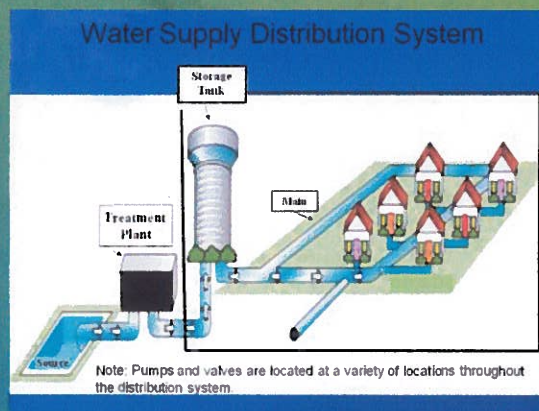 Water Supply Distribution System
Storage
Tank
Main
Treatment
Plant
Source
Note: Pumps and valves are located at a variety of locations throughout
the distribution system.